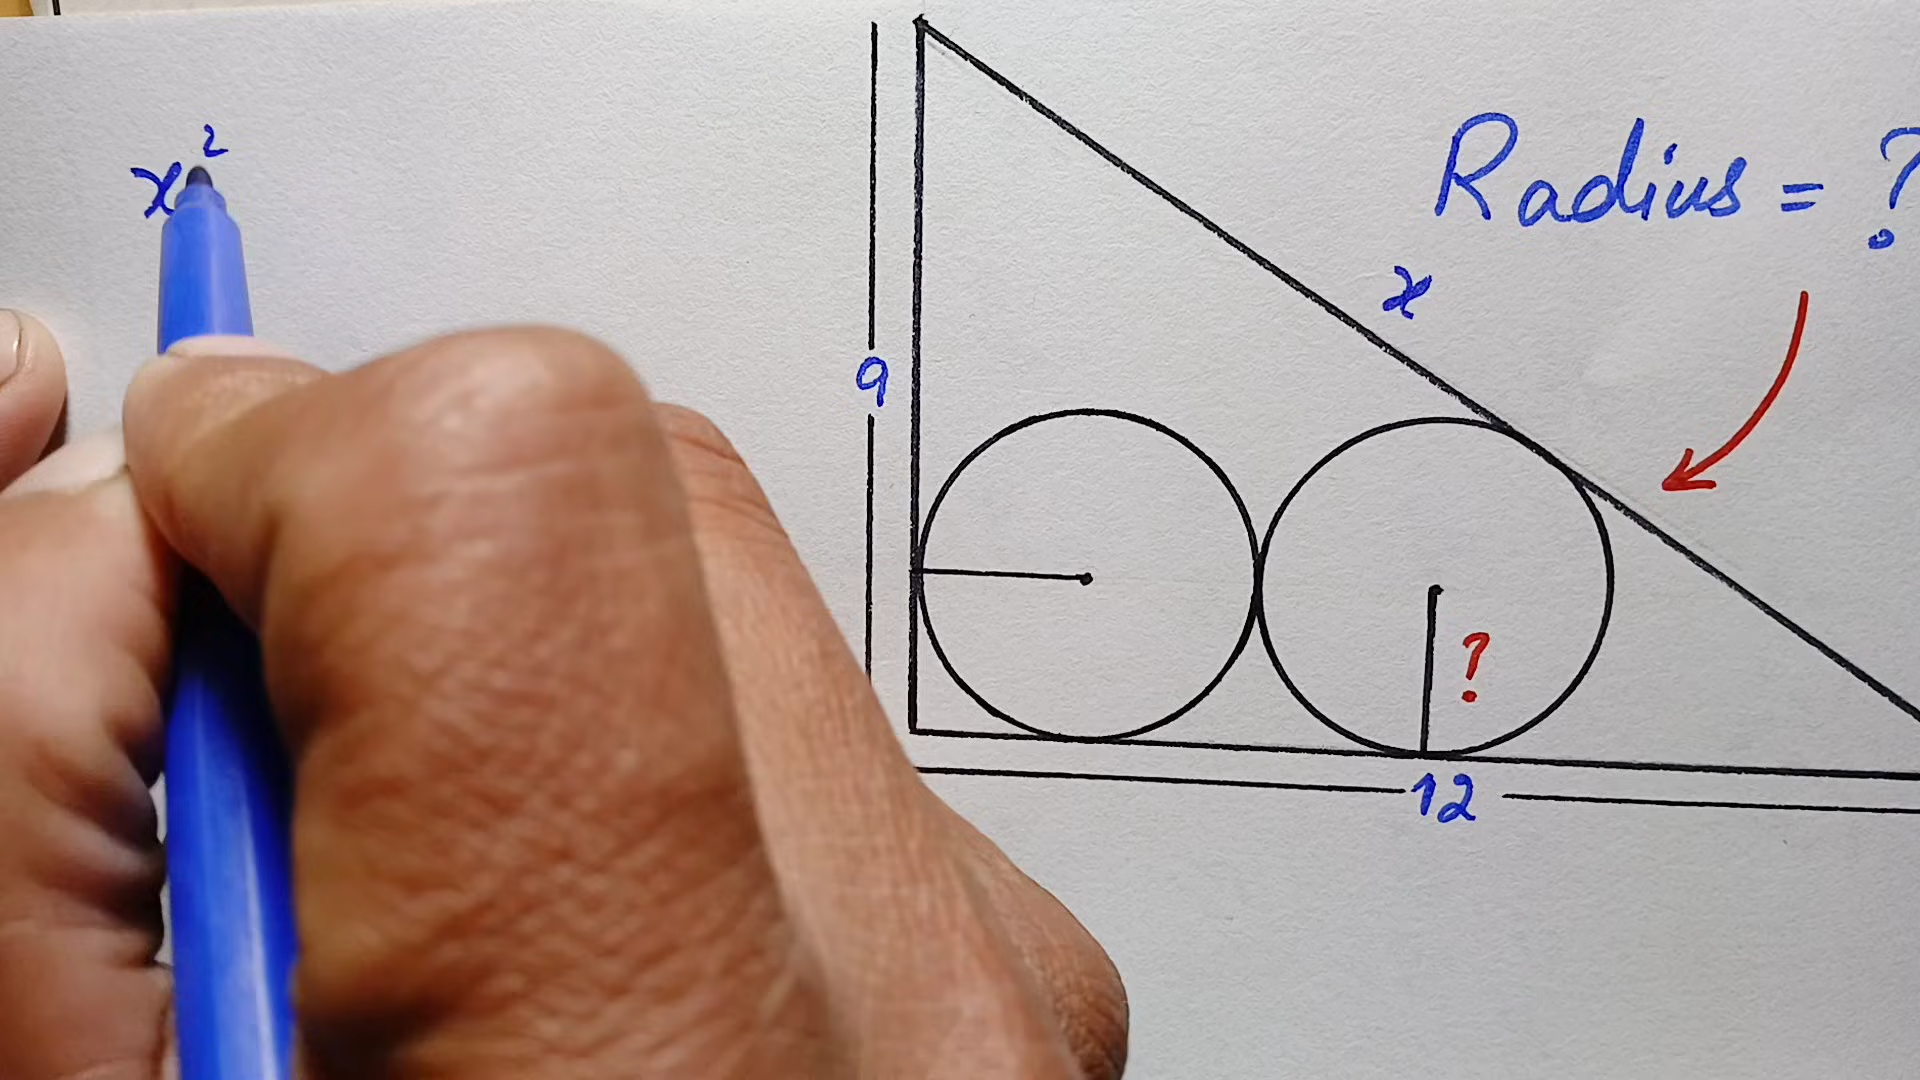 x²
Radius = ?
x
9
?
12